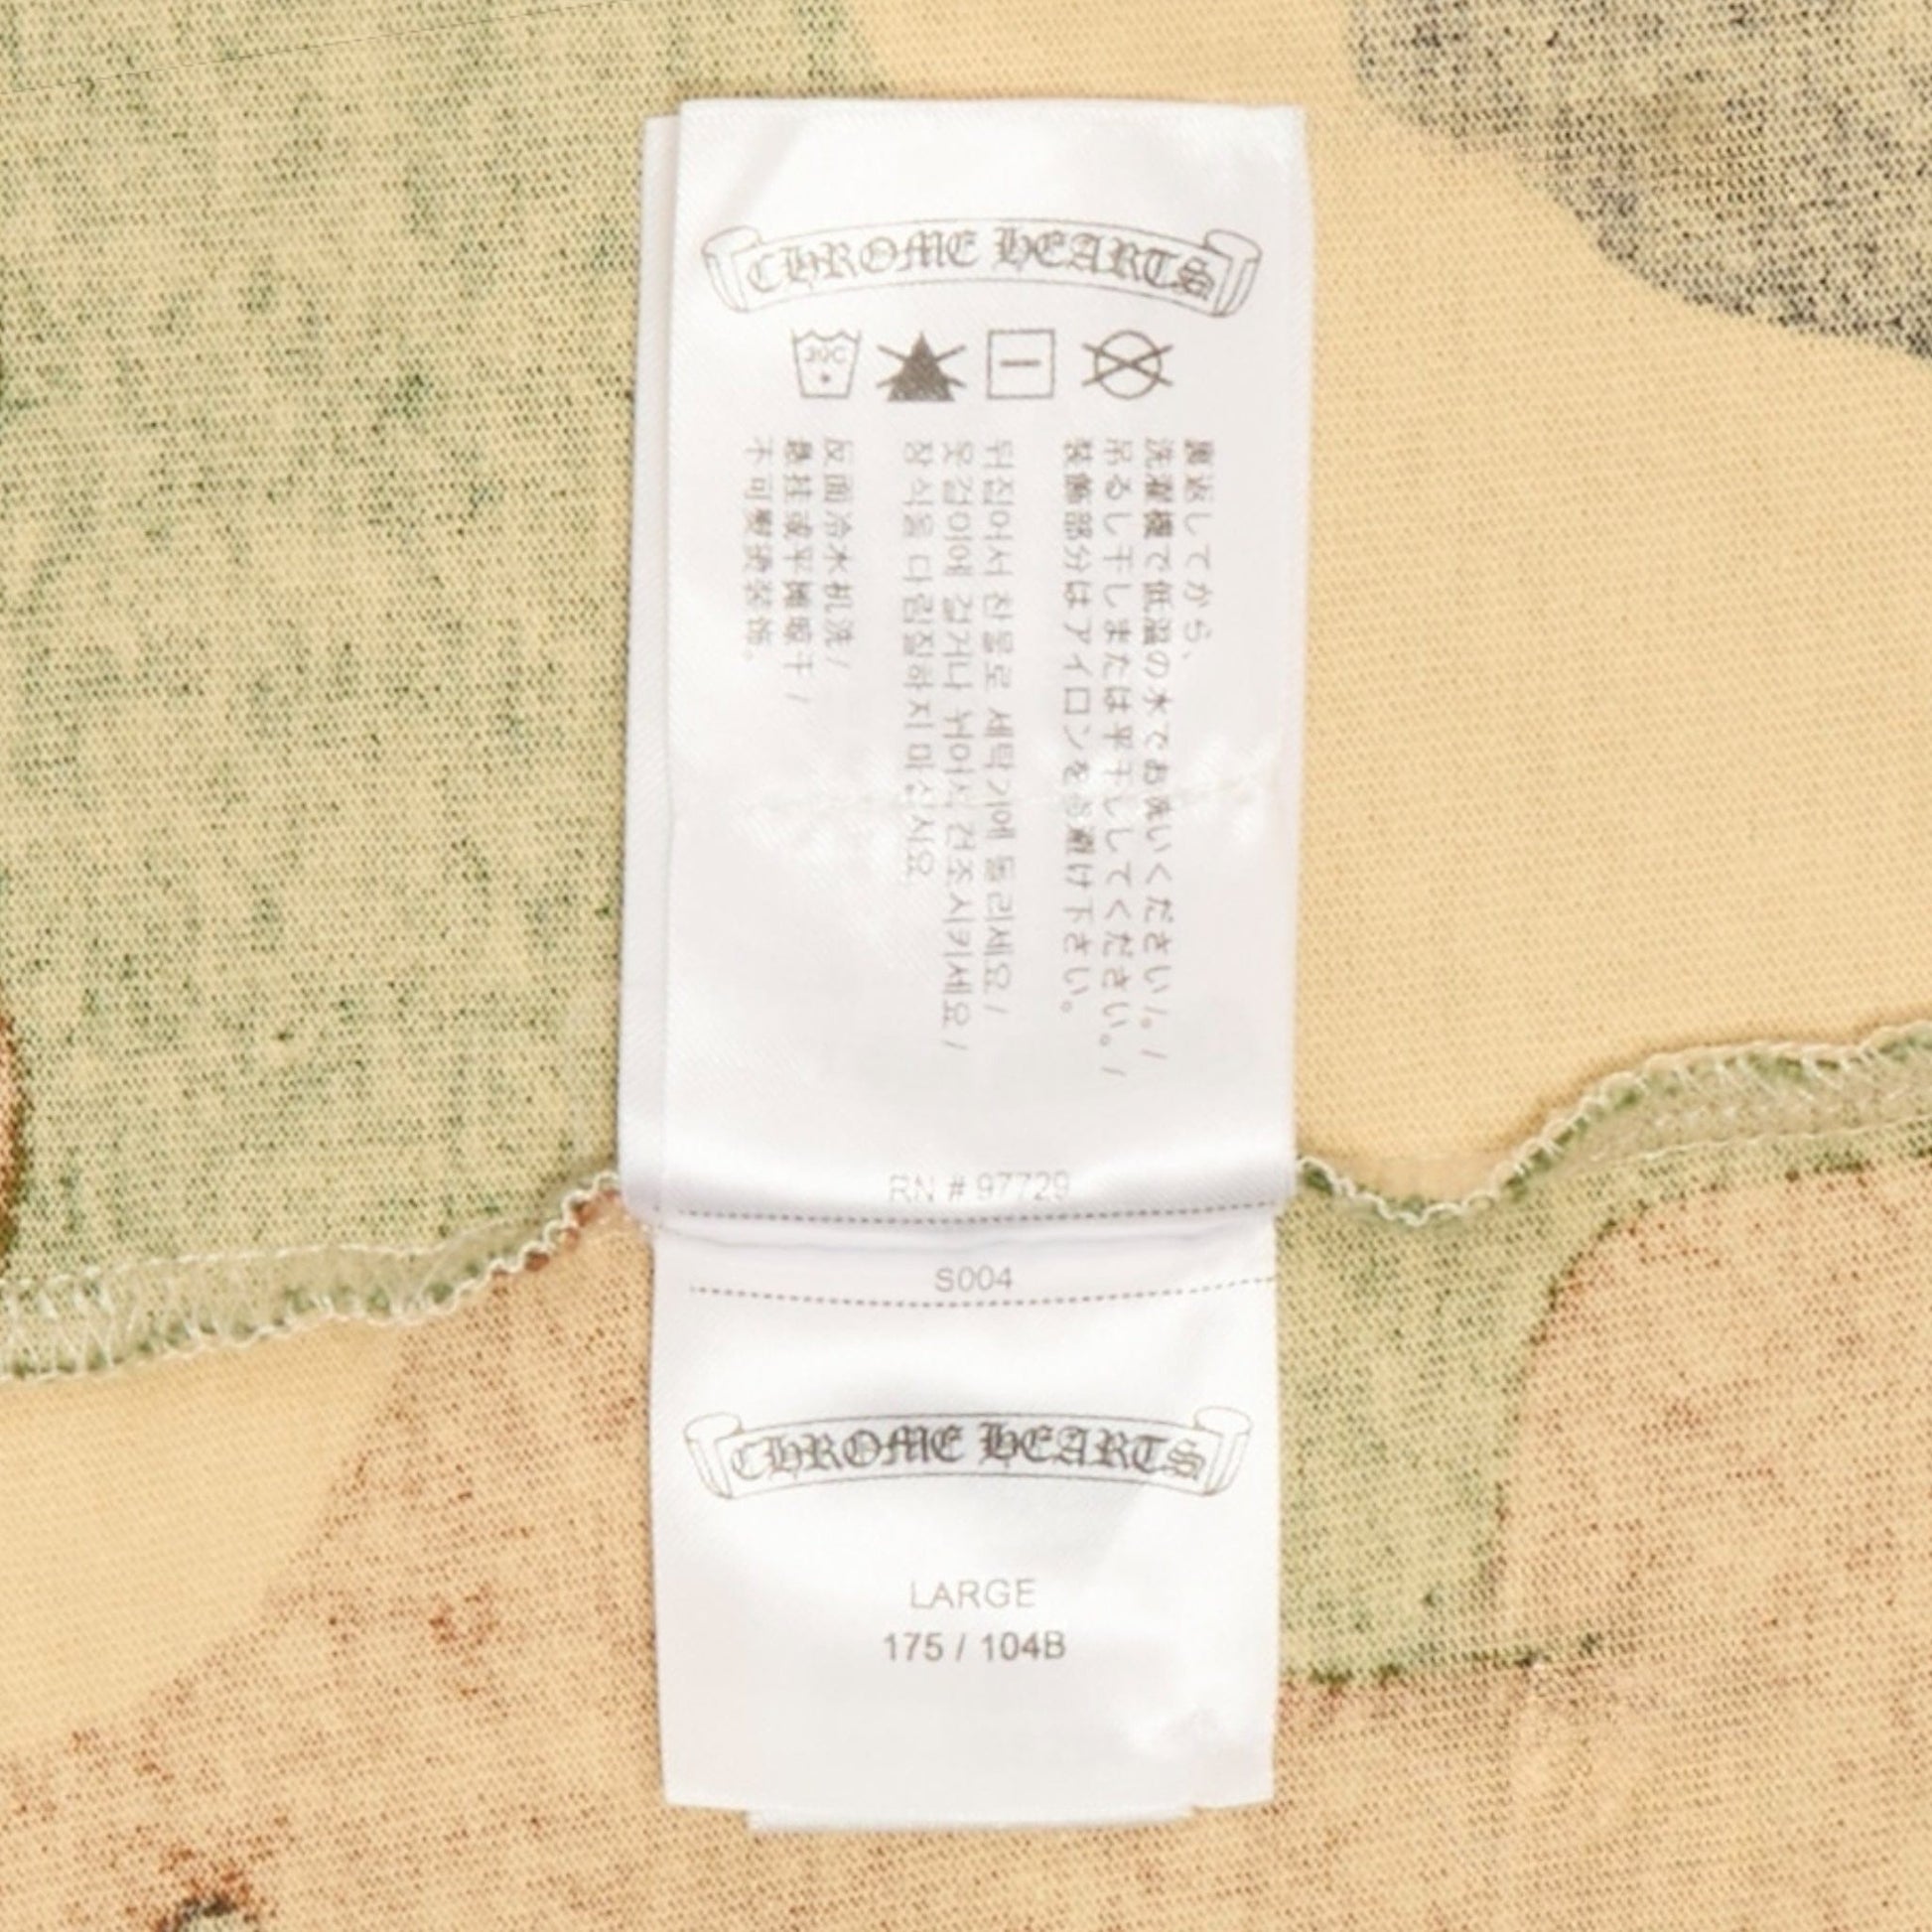 CHROME HEARTS
30C
裏返してから、
洗濯機で低温の水でお洗いください/。/
吊るし干しまたは平干ししてください。/
装飾部分はアイロンをお避け下さい。
뒤집어서 찬물로 세탁기에 돌리세요/
옷걸이에 걸거나 뉘어서 건조시키세요/
장식을 다림질하지 마십시요
反面冷水机洗/
悬挂或平摊晾干/
不可熨烫装饰。
RN # 97729
S004
CHROME HEARTS
LARGE
175 / 104B